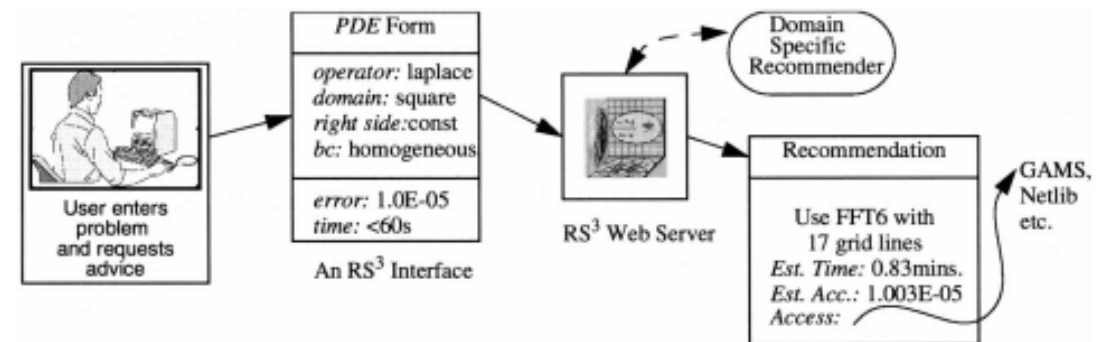 User enters
problem
and requests
advice
PDE Form
operator: laplace
domain: square
right side:const
bc: homogeneous
error: 1.0E-05
time: <60s
An RS³ Interface
RS³ Web Server
Domain
Specific
Recommender
Recommendation
Use FFT6 with
17 grid lines
Est. Time: 0.83mins.
Est. Acc.: 1.003E-05
Access:
GAMS,
Netlib
etc.